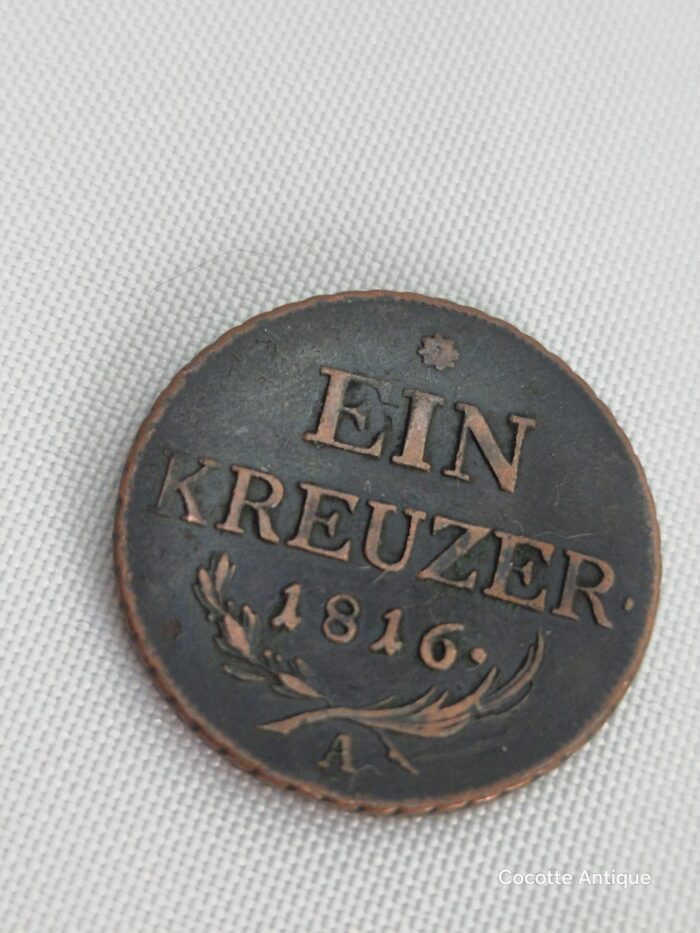 EIN
KREUZER.
1816.
A
Cocotte Antique